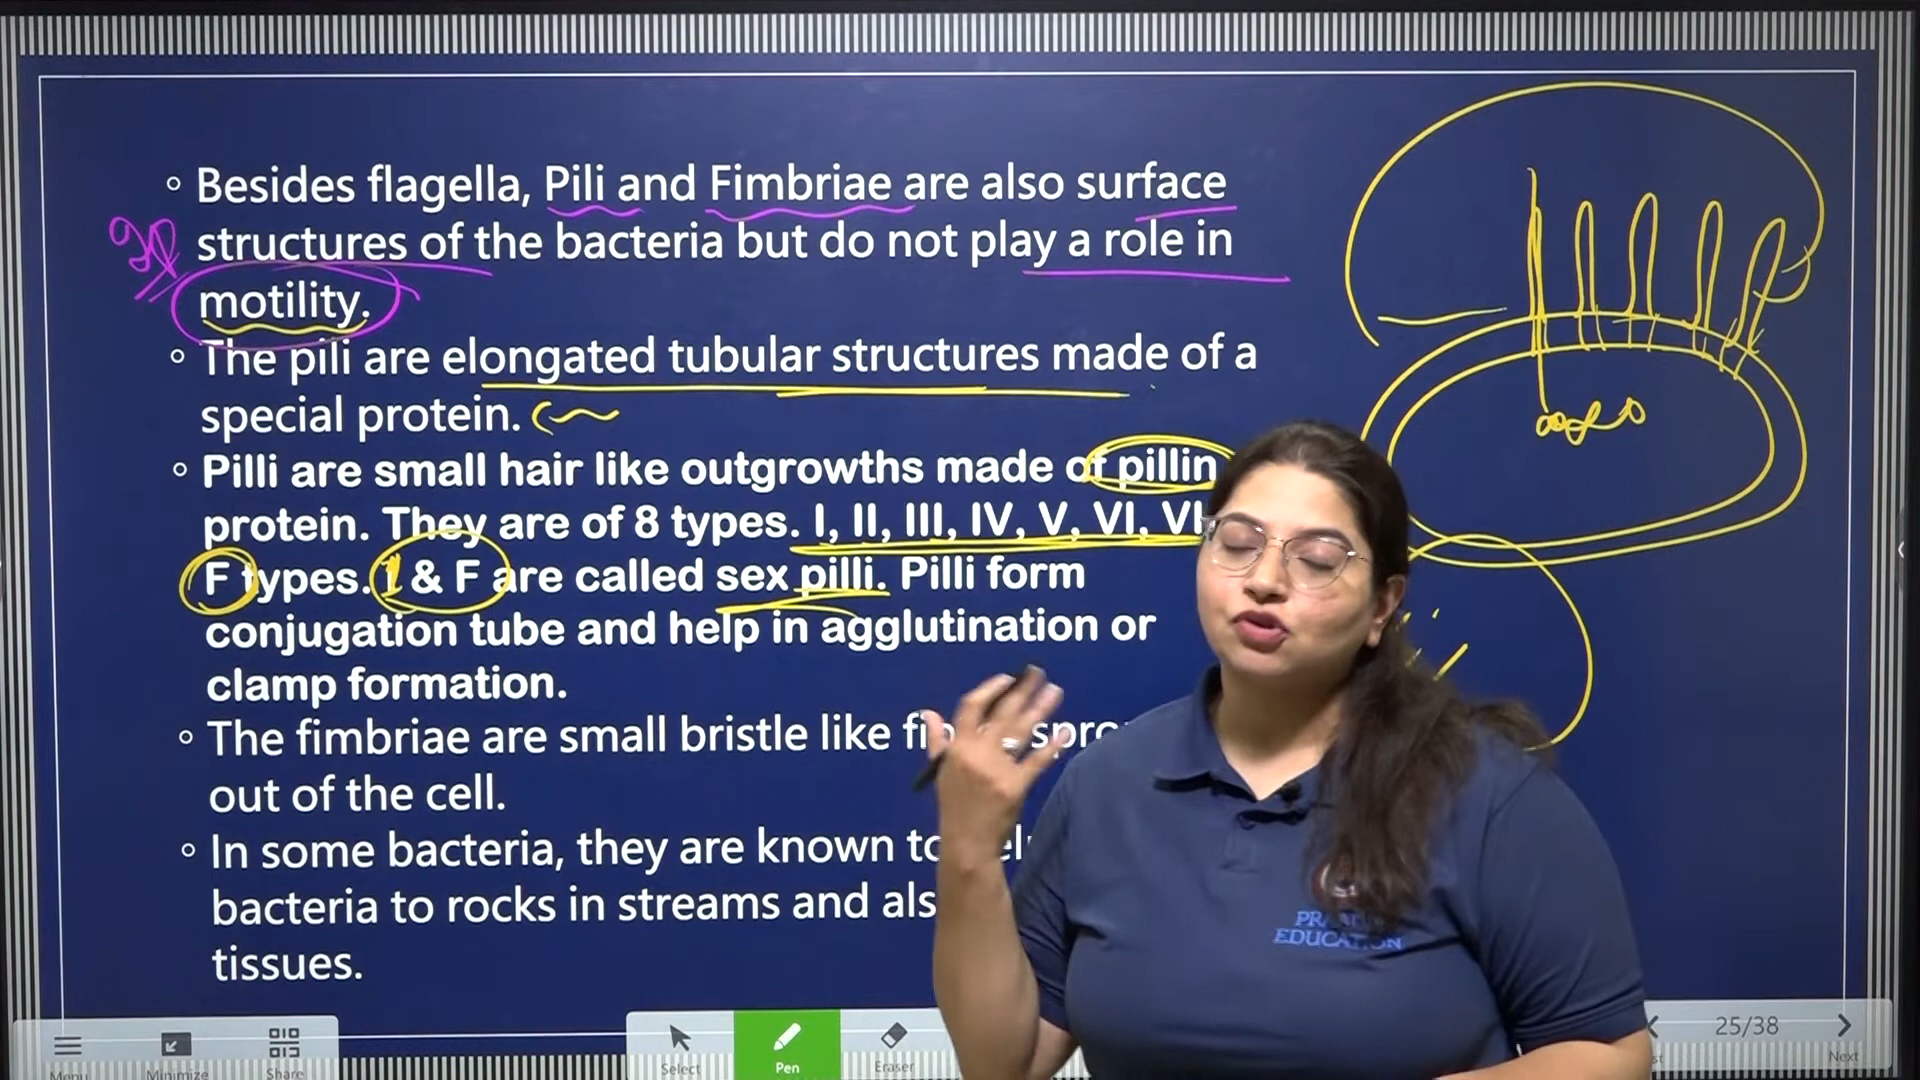 Besides flagella, Pili and Fimbriae are also surface
structures of the bacteria but do not play a role in
motility.
The pili are elongated tubular structures made of a
special protein.
Pilli are small hair like outgrowths made of pillin
protein. They are of 8 types. I, II, III, IV, V, VI,
F types. I & F are called sex pilli. Pilli form
conjugation tube and help in agglutination or
clamp formation.
The fimbriae are small bristle like
out of the cell.
In some bacteria, they are known
bacteria to rocks in streams and
tissues.
EDUCATION
Menu Minimize Share Select Pen Eraser 25/38 Next